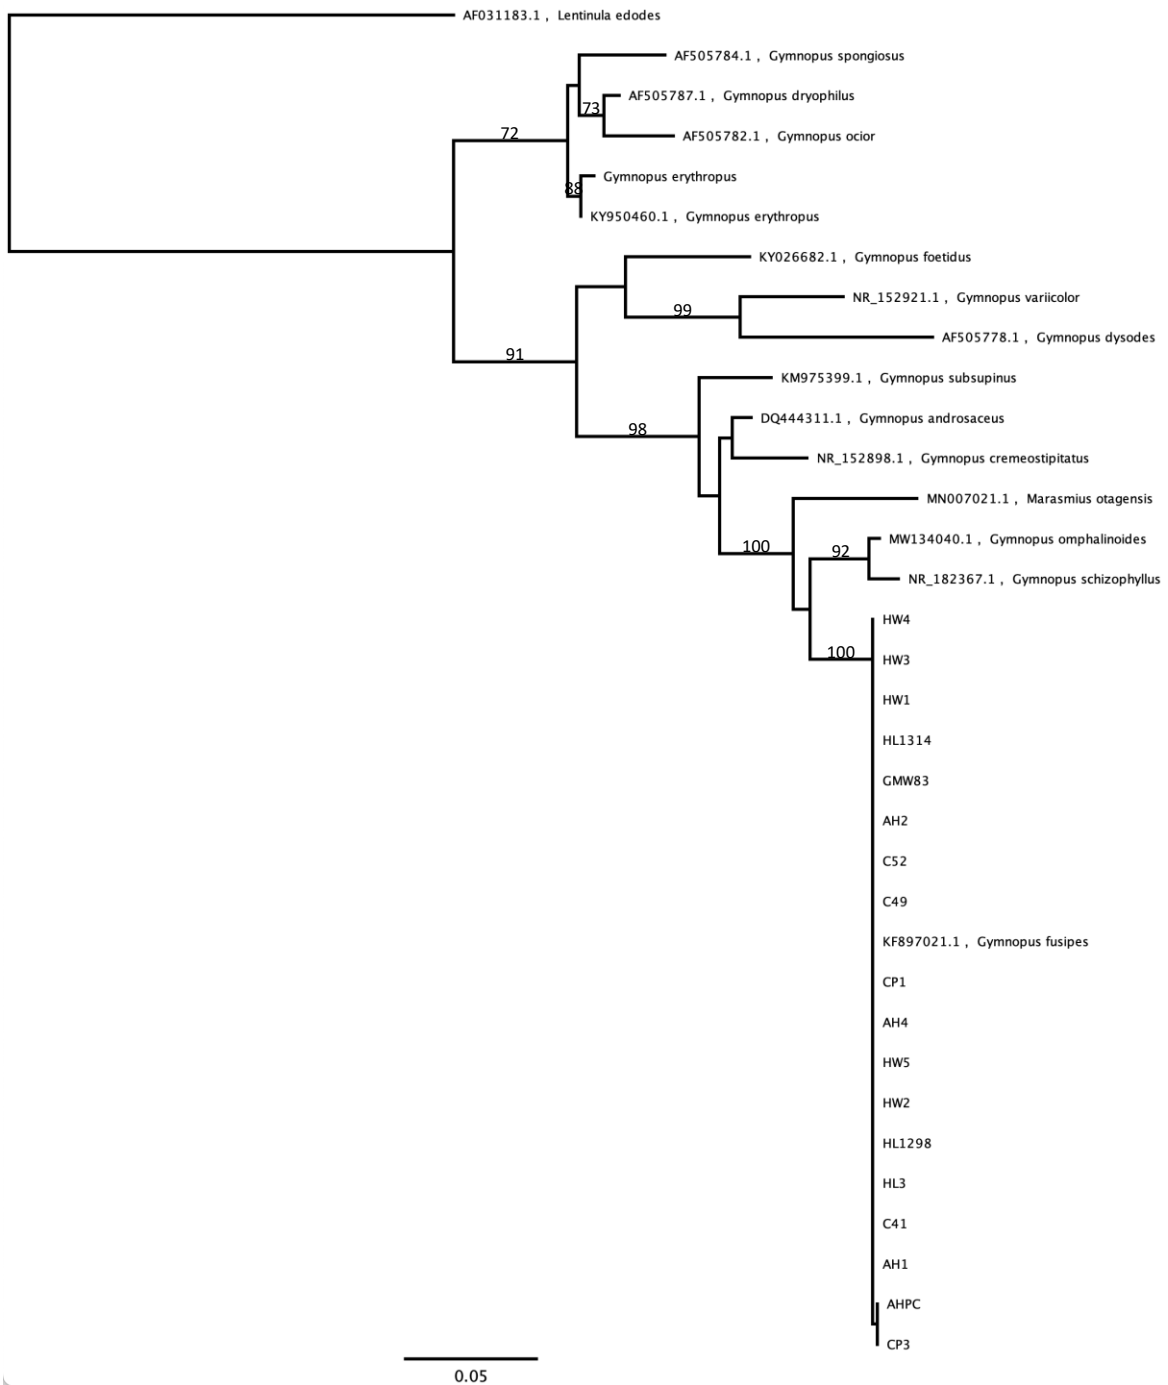 AF031183.1 , Lentinula edodes
AF505784.1 , Gymnopus spongiosus
AF505787.1 , Gymnopus dryophilus
73
72
AF505782.1 , Gymnopus ocior
Gymnopus erythropus
88
KY950460.1 , Gymnopus erythropus
KY026682.1 , Gymnopus foetidus
NR_152921.1 , Gymnopus variicolor
99
AF505778.1 , Gymnopus dysodes
91
KM975399.1 , Gymnopus subsupinus
DQ444311.1 , Gymnopus androsaceus
98
NR_152898.1 , Gymnopus cremeostipitatus
MN007021.1 , Marasmius otagensis
MW134040.1 , Gymnopus omphalinoides
100
92
NR_182367.1 , Gymnopus schizophyllus
HW4
100
HW3
HW1
HL1314
GMW83
AH2
C52
C49
KF897021.1 , Gymnopus fusipes
CP1
AH4
HW5
HW2
HL1298
HL3
C41
AH1
AHPC
CP3
0.05